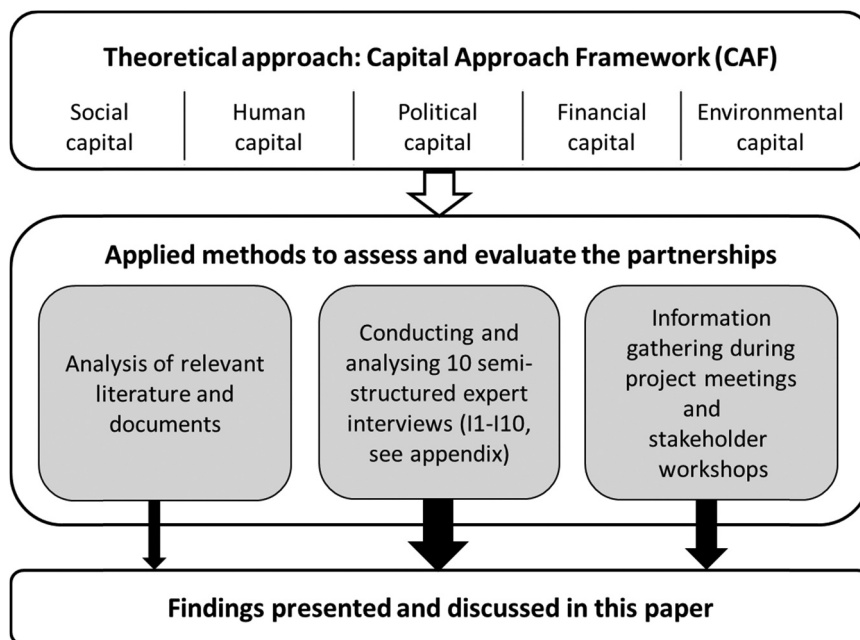 Theoretical approach: Capital Approach Framework (CAF)
Social
capital
Human
capital
Political
capital
Financial
capital
Environmental
capital
Applied methods to assess and evaluate the partnerships
Analysis of relevant
literature and
documents
Conducting and
analysing 10 semi-
structured expert
interviews (I1-I10,
see appendix)
Information
gathering during
project meetings
and
stakeholder
workshops
Findings presented and discussed in this paper